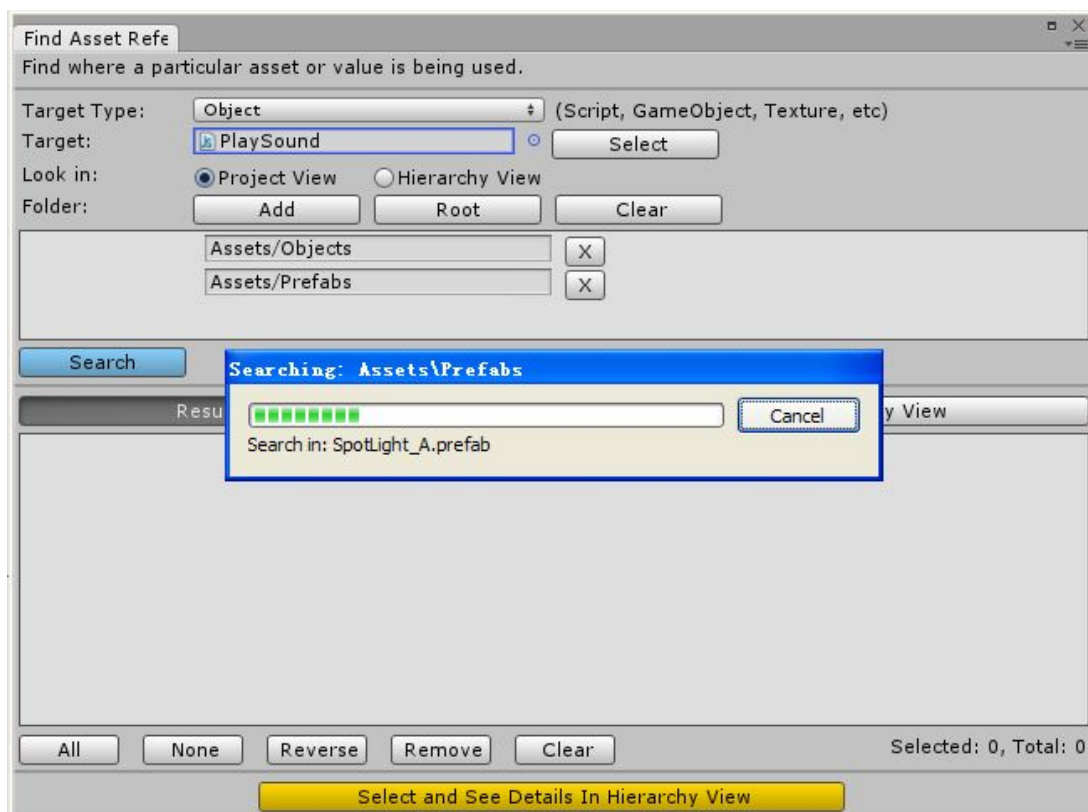 Find Asset Refe
Find where a particular asset or value is being used.
Target Type: Object (Script, GameObject, Texture, etc)
Target: PlaySound Select
Look in: Project View Hierarchy View
Folder: Add Root Clear
Assets/Objects X
Assets/Prefabs X
Search
Searching: Assets\Prefabs
Resu Cancel y View
Search in: SpotLight_A.prefab
All None Reverse Remove Clear Selected: 0, Total: 0
Select and See Details In Hierarchy View